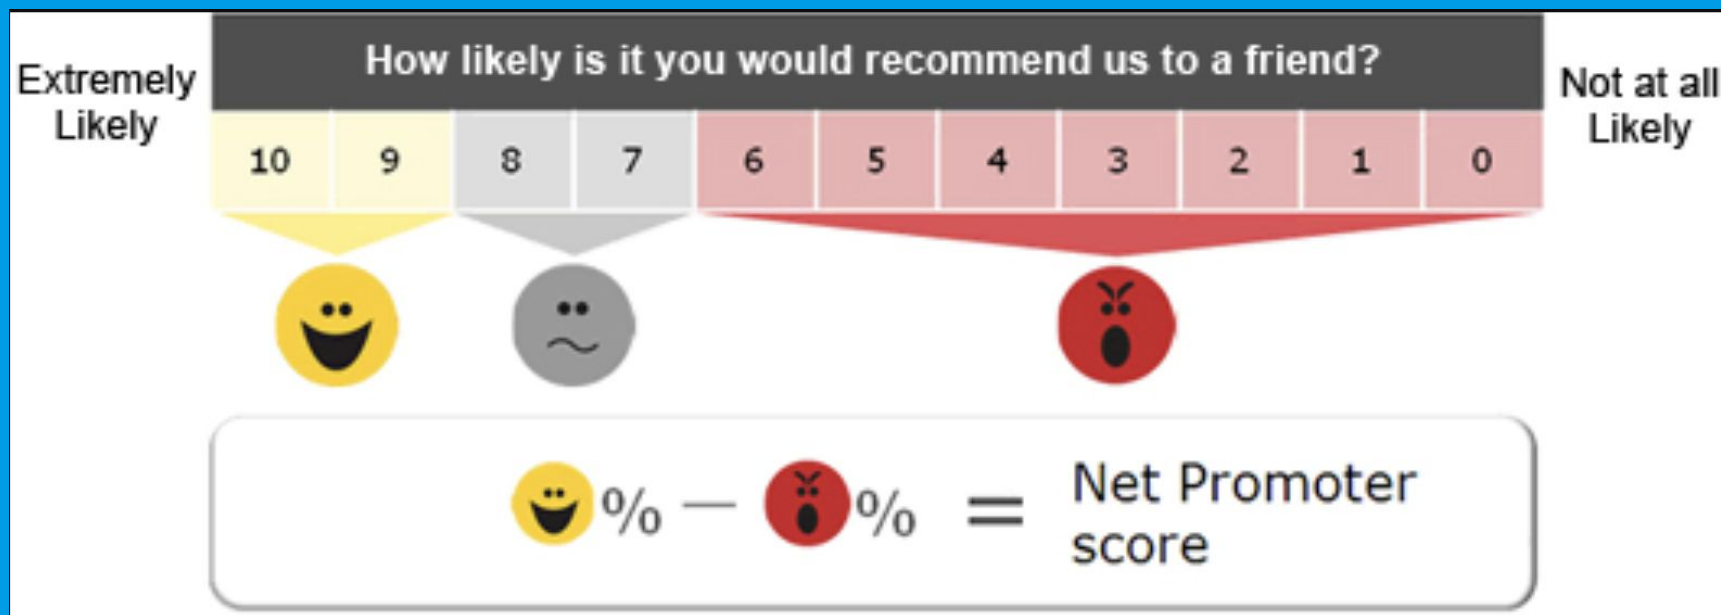 How likely is it you would recommend us to a friend?
Extremely
Likely
Not at all
Likely
10 9 8 7 6 5 4 3 2 1 0
% – % = Net Promoter
score